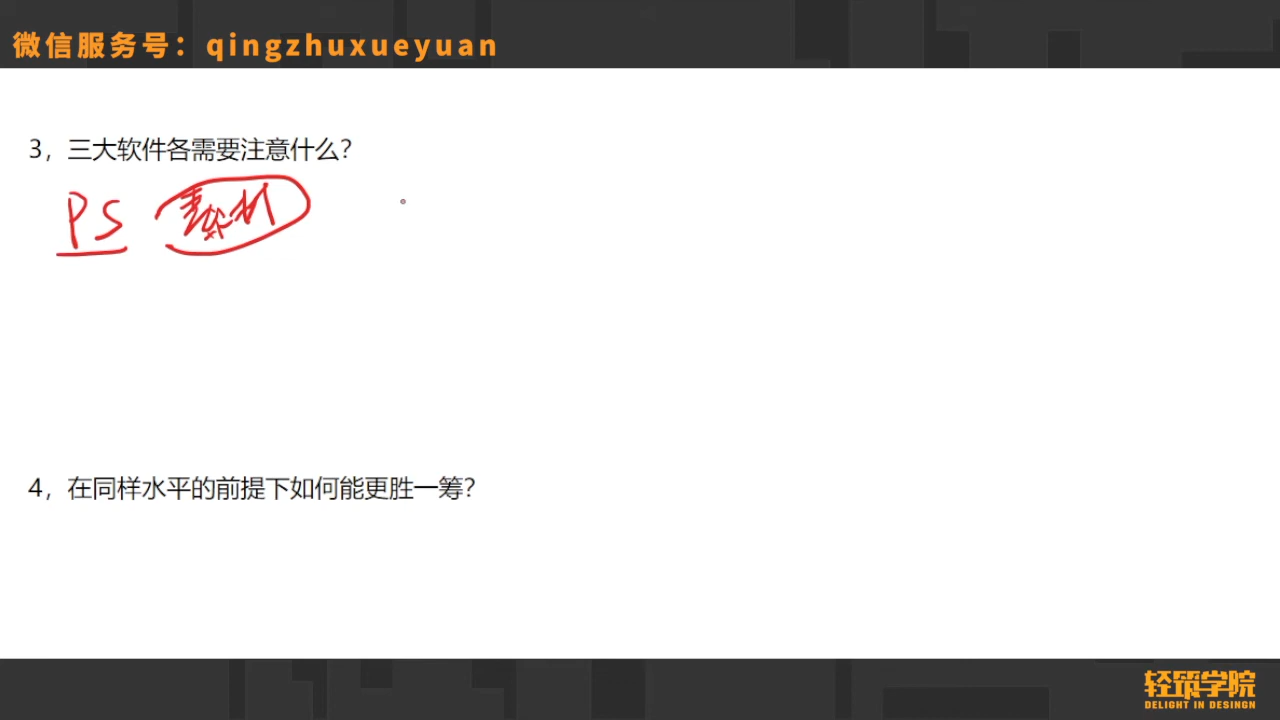 微信服务号：qingzhuxueyuan
3，三大软件各需要注意什么？
PS 素材
4，在同样水平的前提下如何能更胜一筹？
轻筑学院
DELIGHT IN DESINGN